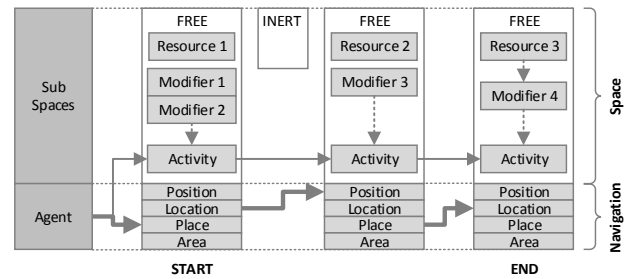 FREE
INERT
FREE
FREE
Resource 1
Resource 2
Resource 3
Sub
Spaces
Modifier 1
Modifier 2
Modifier 3
Modifier 4
Activity
Activity
Activity
Space
Agent
Position
Location
Place
Area
Position
Location
Place
Area
Position
Location
Place
Area
Navigation
START
END